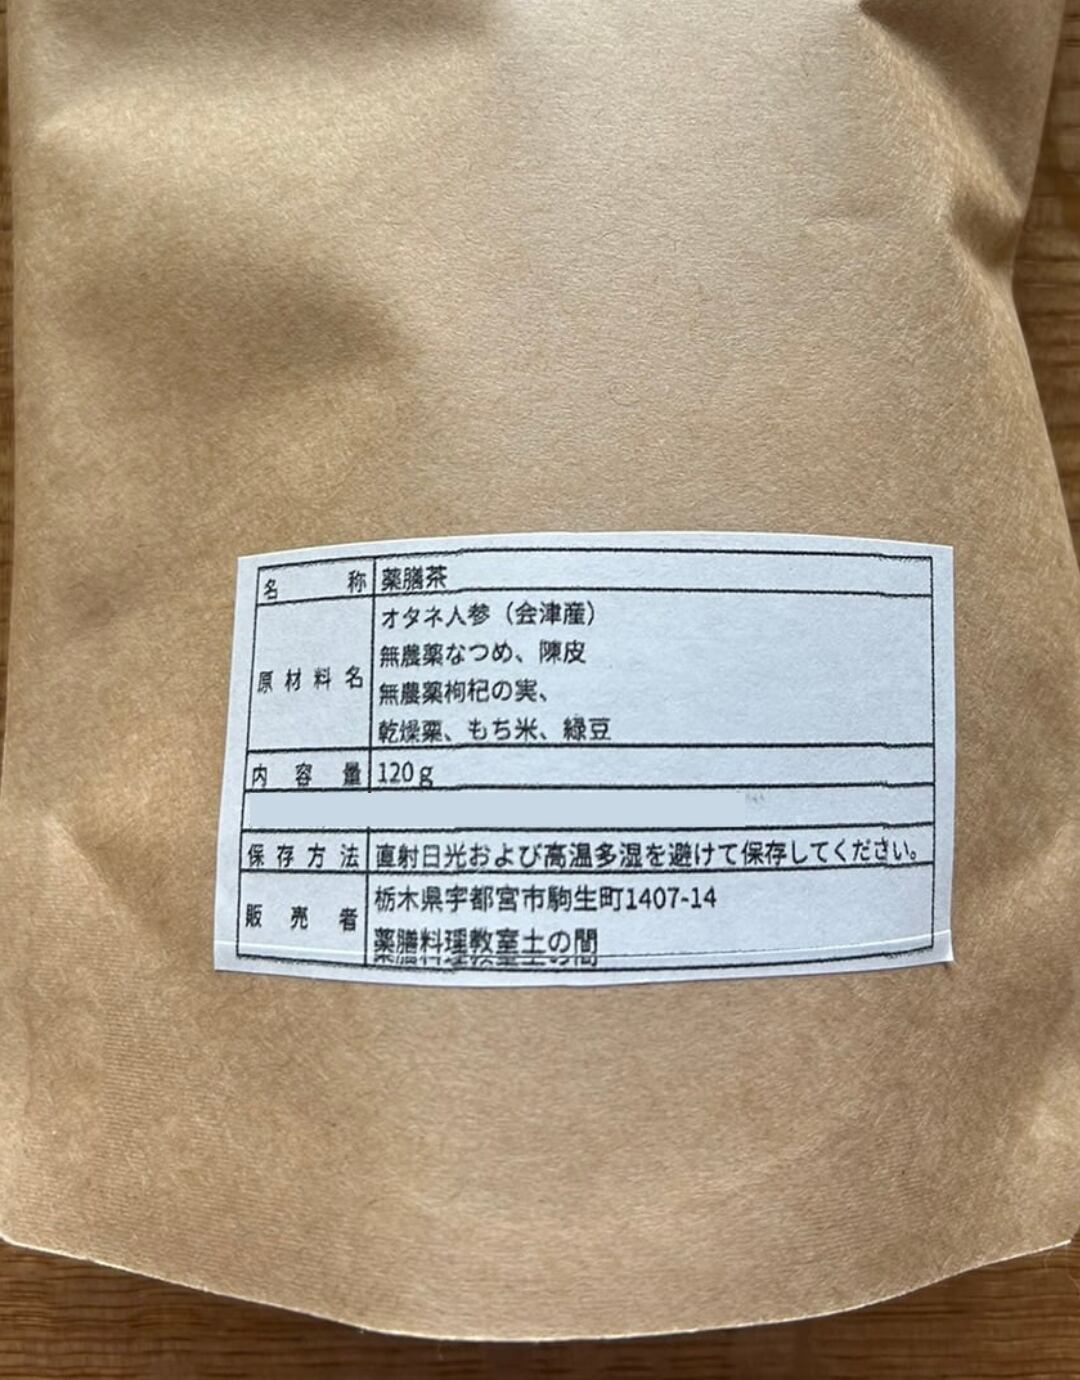 名称 薬膳茶
原材料名 オタネ人参（会津産）
無農薬なつめ、陳皮
無農薬枸杞の実、
乾燥栗、もち米、緑豆
内容量 120g
保存方法 直射日光および高温多湿を避けて保存してください。
販売者 栃木県宇都宮市駒生町1407-14
薬膳料理教室土の間